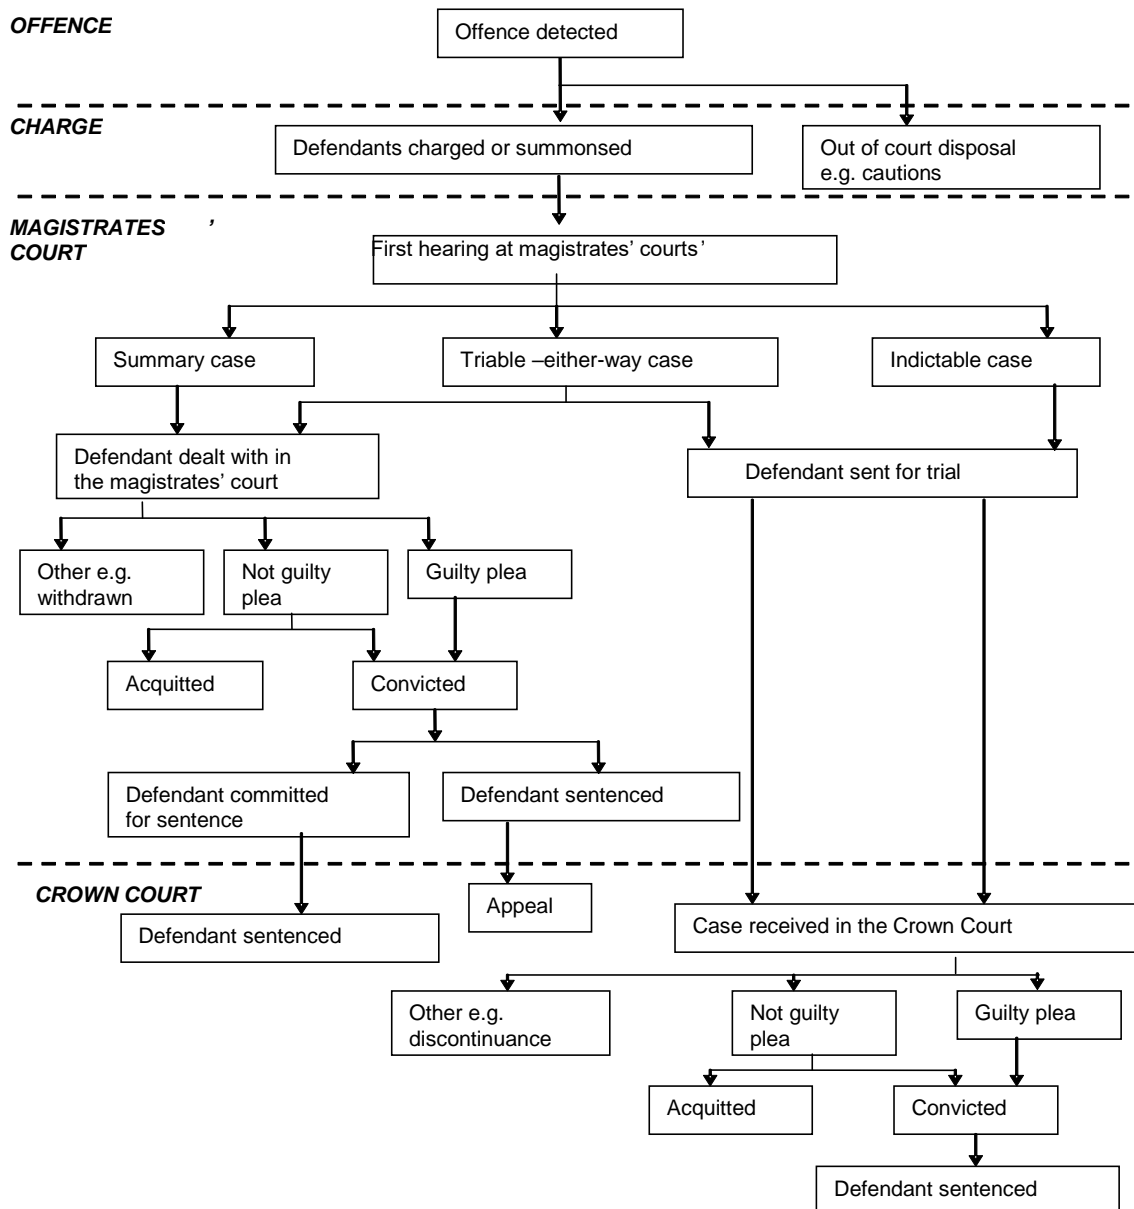 OFFENCE
Offence detected
CHARGE
Defendants charged or summonsed
Out of court disposal
e.g. cautions
MAGISTRATES ’
COURT
First hearing at magistrates’ courts’
Summary case
Triable –either-way case
Indictable case
Defendant dealt with in
the magistrates’ court
Defendant sent for trial
Other e.g.
withdrawn
Not guilty
plea
Guilty plea
Acquitted
Convicted
Defendant committed
for sentence
Defendant sentenced
CROWN COURT
Appeal
Defendant sentenced
Case received in the Crown Court
Other e.g.
discontinuance
Not guilty
plea
Guilty plea
Acquitted
Convicted
Defendant sentenced